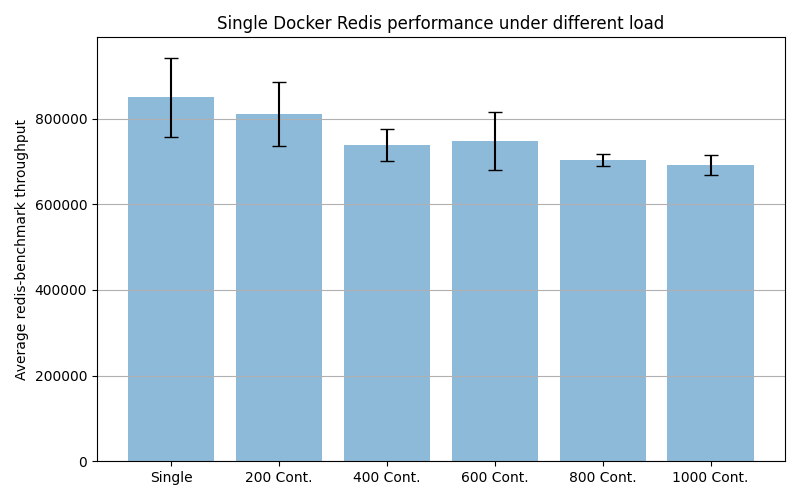 Single Docker Redis performance under different load
Average redis-benchmark throughput
800000
600000
400000
200000
0
Single
200 Cont.
400 Cont.
600 Cont.
800 Cont.
1000 Cont.